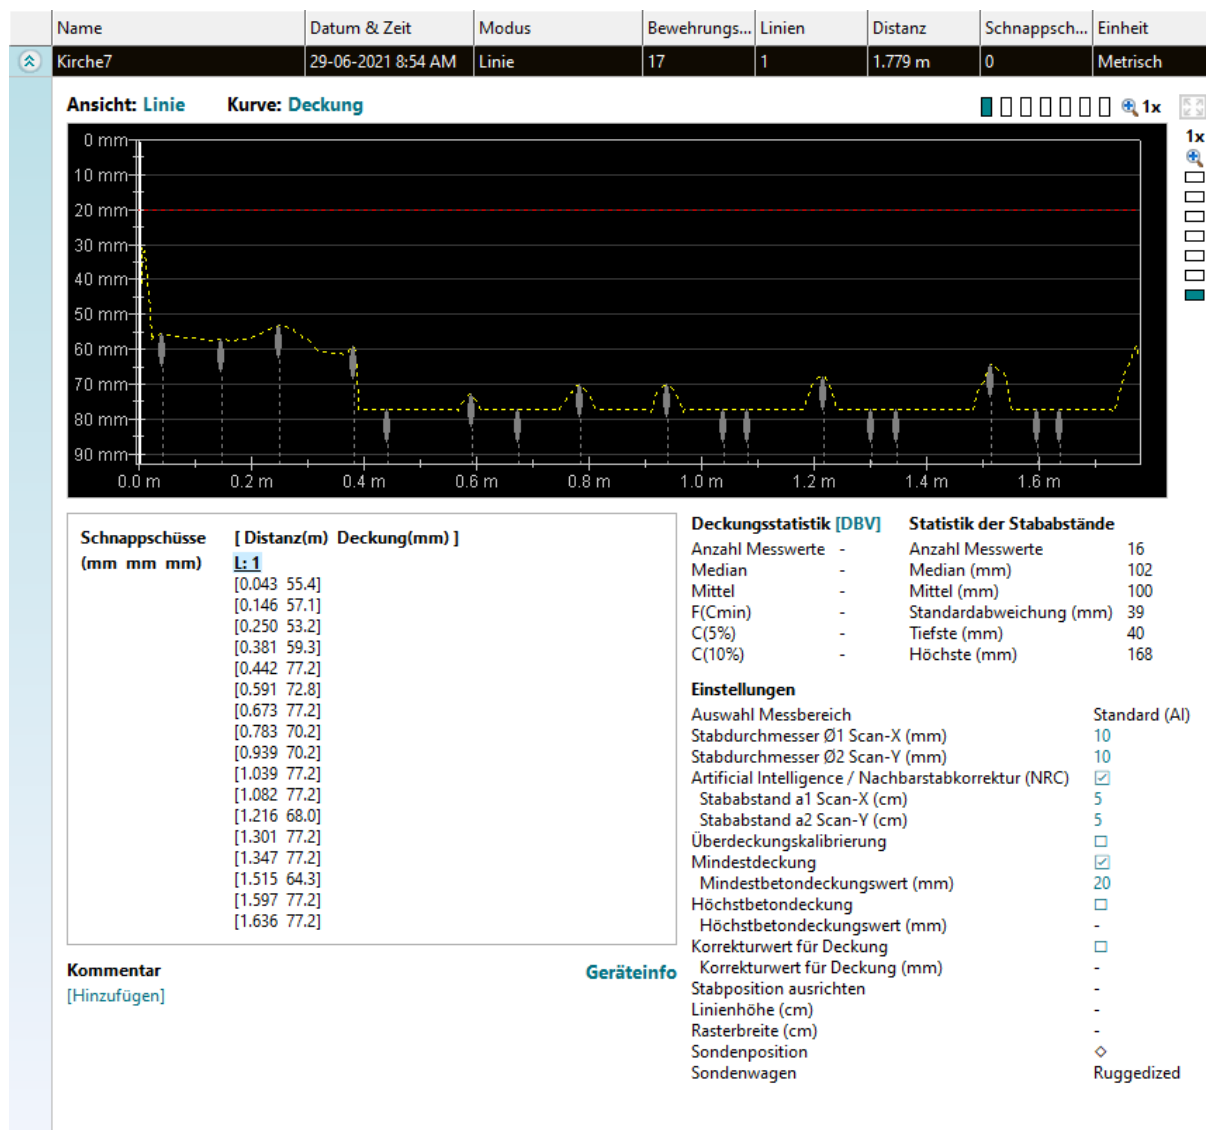 Name Datum & Zeit Modus Bewehrungs... Linien Distanz Schnappsch... Einheit
Kirche7 29-06-2021 8:54 AM Linie 17 1 1.779 m 0 Metrisch
Ansicht: Linie Kurve: Deckung 1x
1x
0 mm
10 mm
20 mm
30 mm
40 mm
50 mm
60 mm
70 mm
80 mm
90 mm
0.0 m 0.2 m 0.4 m 0.6 m 0.8 m 1.0 m 1.2 m 1.4 m 1.6 m
Schnappschüsse [ Distanz(m) Deckung(mm) ]
(mm mm mm) L: 1
[0.043 55.4]
[0.146 57.1]
[0.250 53.2]
[0.381 59.3]
[0.442 77.2]
[0.591 72.8]
[0.673 77.2]
[0.783 70.2]
[0.939 70.2]
[1.039 77.2]
[1.082 77.2]
[1.216 68.0]
[1.301 77.2]
[1.347 77.2]
[1.515 64.3]
[1.597 77.2]
[1.636 77.2]
Kommentar Geräteinfo
[Hinzufügen]
Deckungsstatistik [DBV] Statistik der Stababstände
Anzahl Messwerte - Anzahl Messwerte 16
Median - Median (mm) 102
Mittel - Mittel (mm) 100
F(Cmin) - Standardabweichung (mm) 39
C(5%) - Tiefste (mm) 40
C(10%) - Höchste (mm) 168
Einstellungen
Auswahl Messbereich Standard (AI)
Stabdurchmesser Ø1 Scan-X (mm) 10
Stabdurchmesser Ø2 Scan-Y (mm) 10
Artificial Intelligence / Nachbarstabkorrektur (NRC)
Stababstand a1 Scan-X (cm) 5
Stababstand a2 Scan-Y (cm) 5
Überdeckungskalibrierung
Mindestdeckung
Mindestbetondeckungswert (mm) 20
Höchstbetondeckung
Höchstbetondeckungswert (mm) -
Korrekturwert für Deckung
Korrekturwert für Deckung (mm) -
Stabposition ausrichten -
Linienhöhe (cm) -
Rasterbreite (cm) -
Sondenposition
Sondenwagen Ruggedized